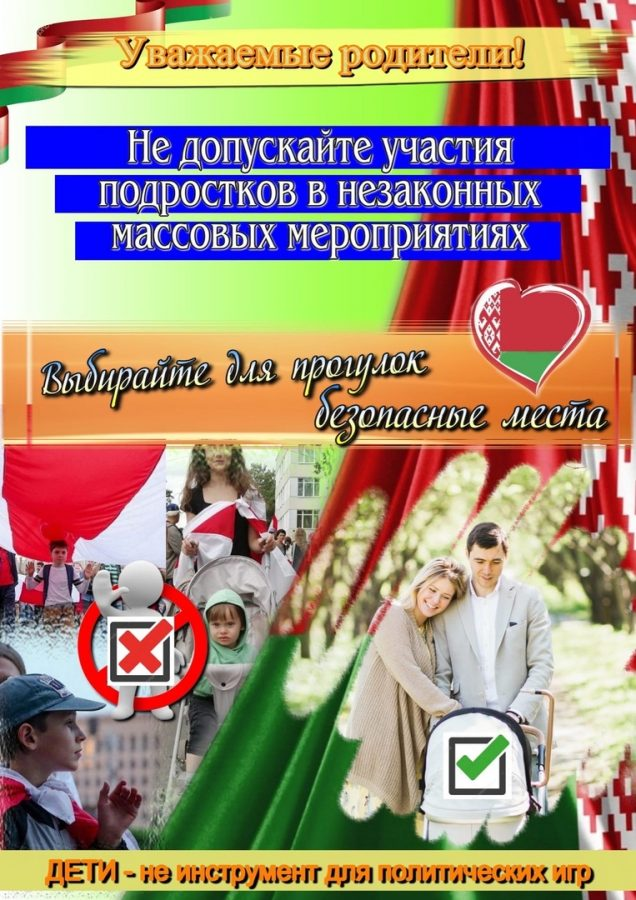 Уважаемые родители!
Не допускайте участия
подростков в незаконных
массовых мероприятиях
Выбирайте для прогулок
безопасные места
ДЕТИ - не инструмент для политических игр